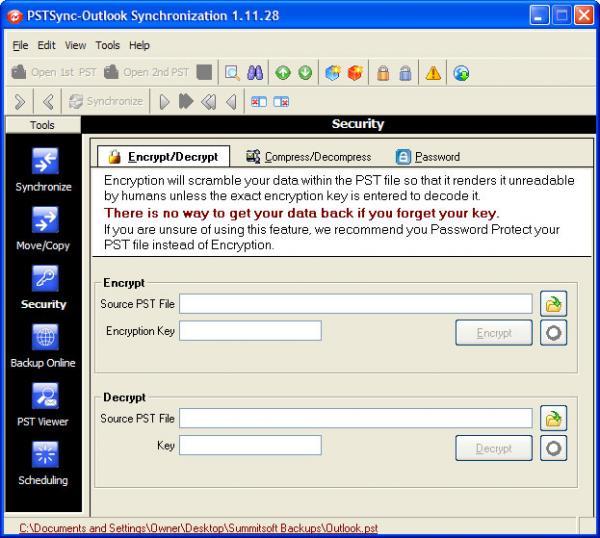 PSTSync-Outlook Synchronization 1.11.28
File Edit View Tools Help
Open 1st PST Open 2nd PST
Synchronize
Tools
Security
Synchronize
Move/Copy
Security
Backup Online
PST Viewer
Scheduling
Encrypt/Decrypt Compress/Decompress Password
Encryption will scramble your data within the PST file so that it renders it unreadable
by humans unless the exact encryption key is entered to decode it.
There is no way to get your data back if you forget your key.
If you are unsure of using this feature, we recommend you Password Protect your
PST file instead of Encryption.
Encrypt
Source PST File
Encryption Key Encrypt
Decrypt
Source PST File
Key Decrypt
C:\Documents and Settings\Owner\Desktop\Summitsoft Backups\Outlook.pst